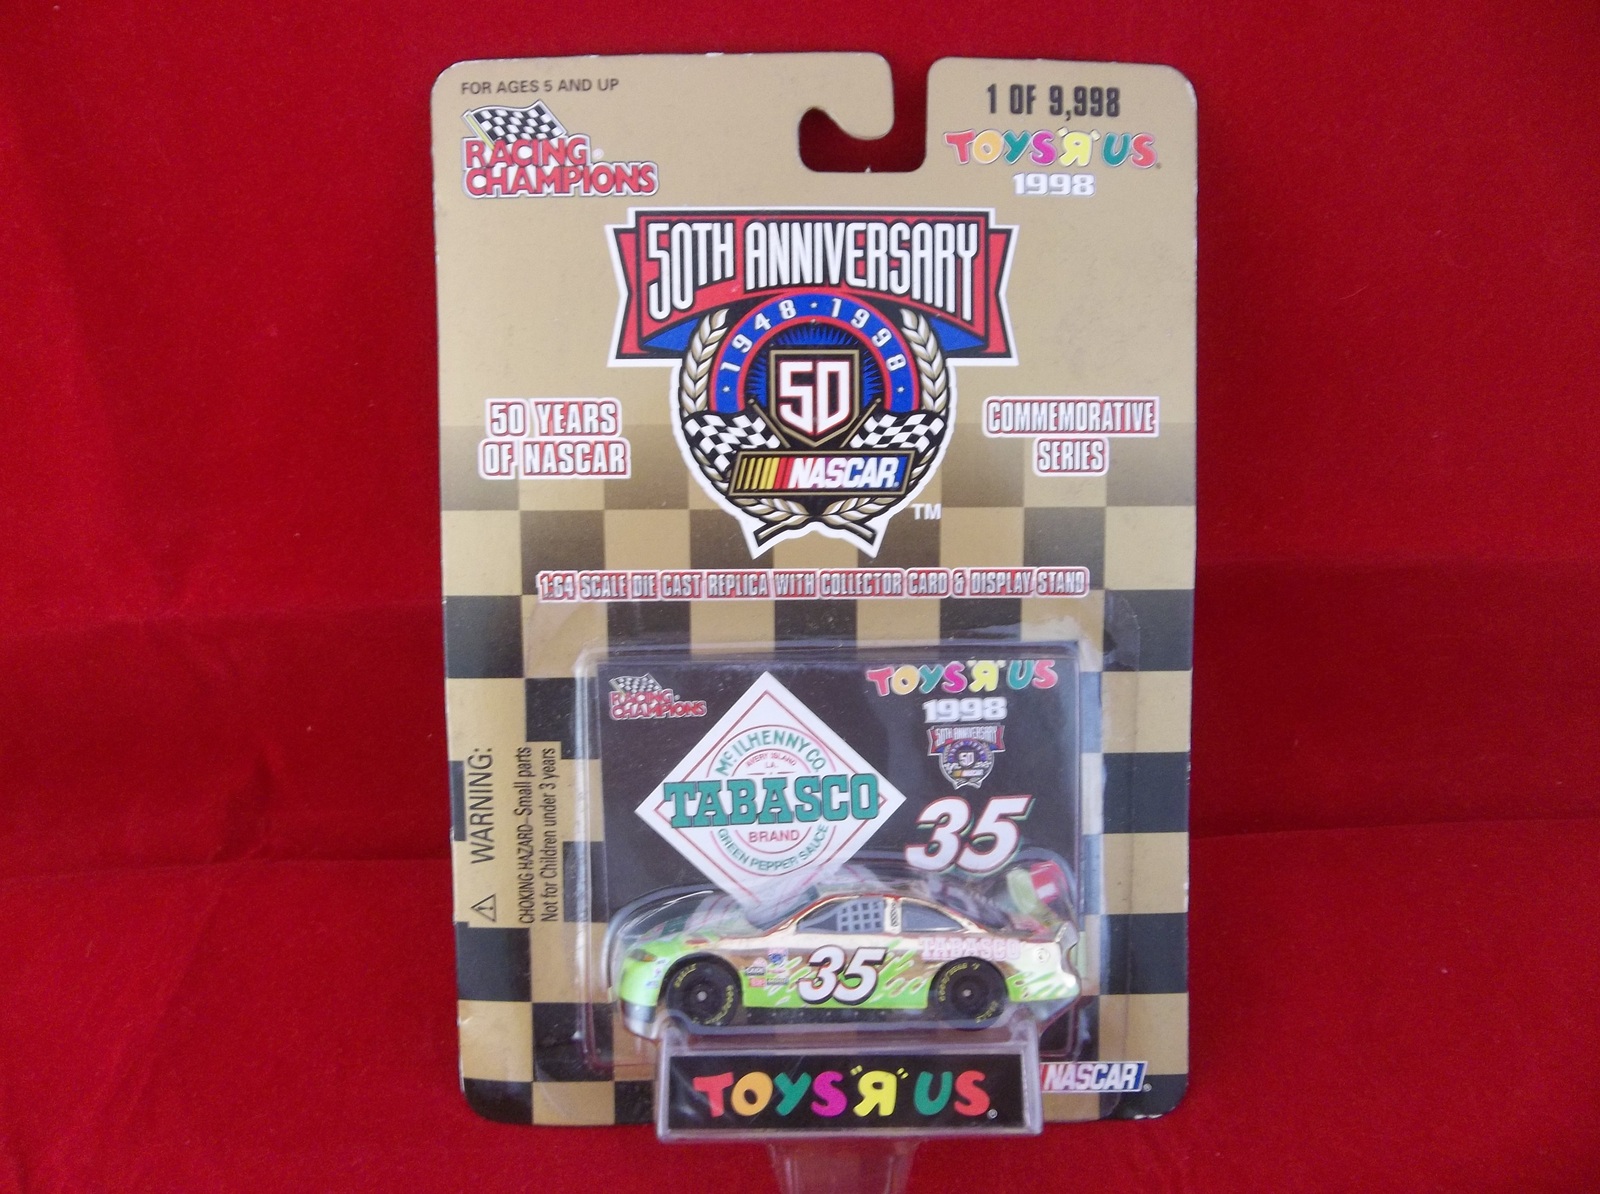 FOR AGES 5 AND UP
RACING
CHAMPIONS
1 OF 9,998
TOYS "R" US
1998
50TH ANNIVERSARY
1948 · 1998
50
NASCAR
TM
50 YEARS
OF NASCAR
COMMEMORATIVE
SERIES
1:64 SCALE DIE CAST REPLICA WITH COLLECTOR CARD & DISPLAY STAND
WARNING:
CHOKING HAZARD-Small parts
Not for Children under 3 years
RACING
CHAMPIONS
TOYS "R" US
1998
50TH ANNIVERSARY
50
NASCAR
McILHENNY CO.
AVERY ISLAND
LA.
TABASCO
BRAND
GREEN PEPPER SAUCE
35
35
TABASCO
NASCAR
TOYS "R" US